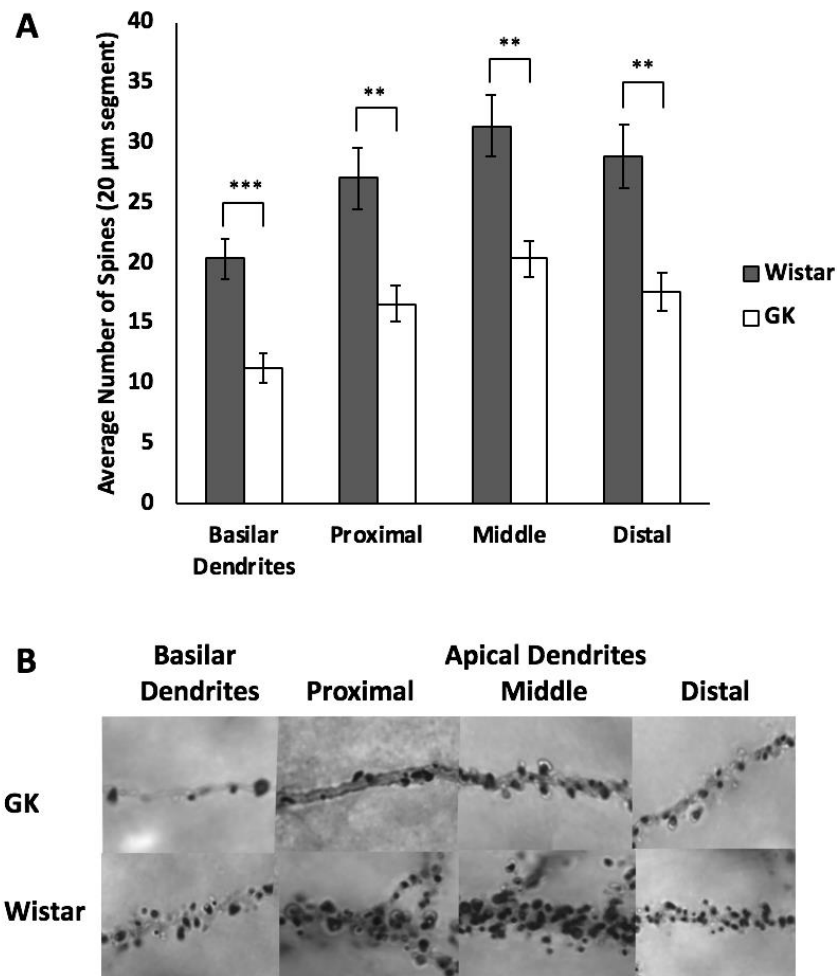 A
Average Number of Spines (20 μm segment)
40
35
30
25
20
15
10
5
0
***
**
**
**
Basilar
Dendrites
Proximal
Middle
Distal
Wistar
GK
B
Basilar
Dendrites
Apical Dendrites
Proximal
Middle
Distal
GK
Wistar